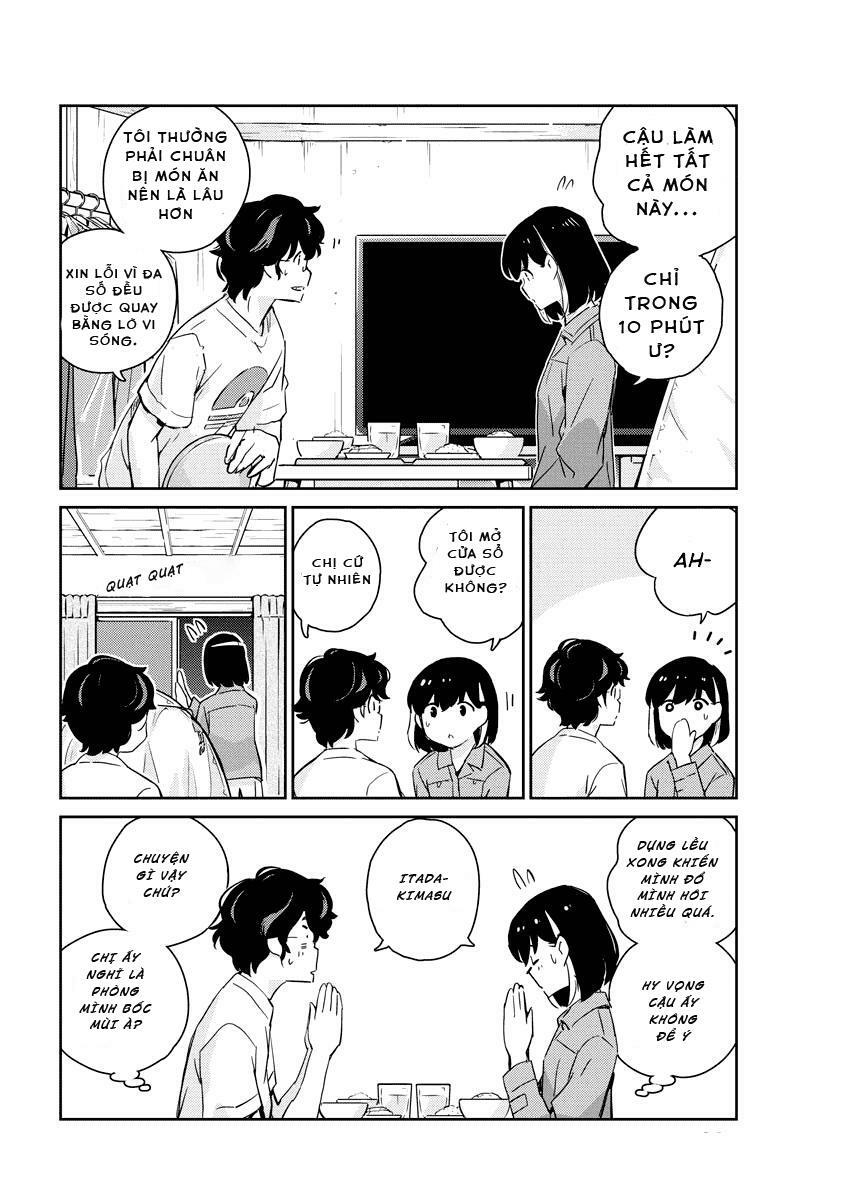 CẬU LÀM
HẾT TẤT
CẢ MÓN
NÀY...
CHỈ
TRONG
10 PHÚT
Ư?
TÔI THƯỜNG
PHẢI CHUẨN
BỊ MÓN ĂN
NÊN LÀ LÂU
HƠN
XIN LỖI VÌ ĐA
SỐ ĐỀU
ĐƯỢC QUAY
BẰNG LÒ VI
SÓNG.
AH-
TÔI MỞ
CỬA SỔ
ĐƯỢC
KHÔNG?
CHỊ CỨ
TỰ NHIÊN
QUẠT QUẠT
DỰNG LỀU
XONG KHIẾN
MÌNH ĐỔ
MỒ HÔI
NHIỀU QUÁ.
HY VỌNG
CẬU ẤY
KHÔNG
ĐỂ Ý
ITADA-
KIMASU
CHUYỆN
GÌ VẬY
CHỨ?
CHỊ ẤY
NGHĨ LÀ
PHÒNG
MÌNH BỐC
MÙI À?